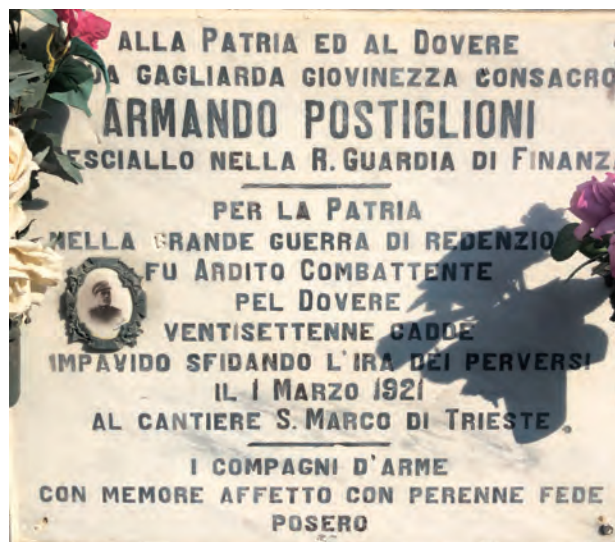 ALLA PATRIA ED AL DOVERE
GAGLIARDA GIOVINEZZA CONSACRO
ARMANDO POSTIGLIONI
ESCIALLO NELLA R. GUARDIA DI FINANZA
PER LA PATRIA
NELLA GRANDE GUERRA DI REDENZIO
FU ARDITO COMBATTENTE
PEL DOVERE
VENTISETTENNE CADDE
IMPAVIDO SFIDANDO L'IRA DEI PERVERSI
IL 1 MARZO 1921
AL CANTIERE S. MARCO DI TRIESTE
I COMPAGNI D'ARME
CON MEMORE AFFETTO CON PERENNE FEDE
POSERO